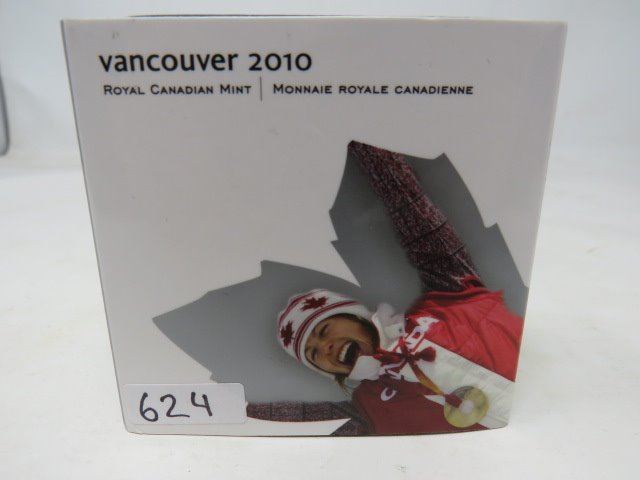 vancouver 2010
ROYAL CANADIAN MINT | MONNAIE ROYALE CANADIENNE
624